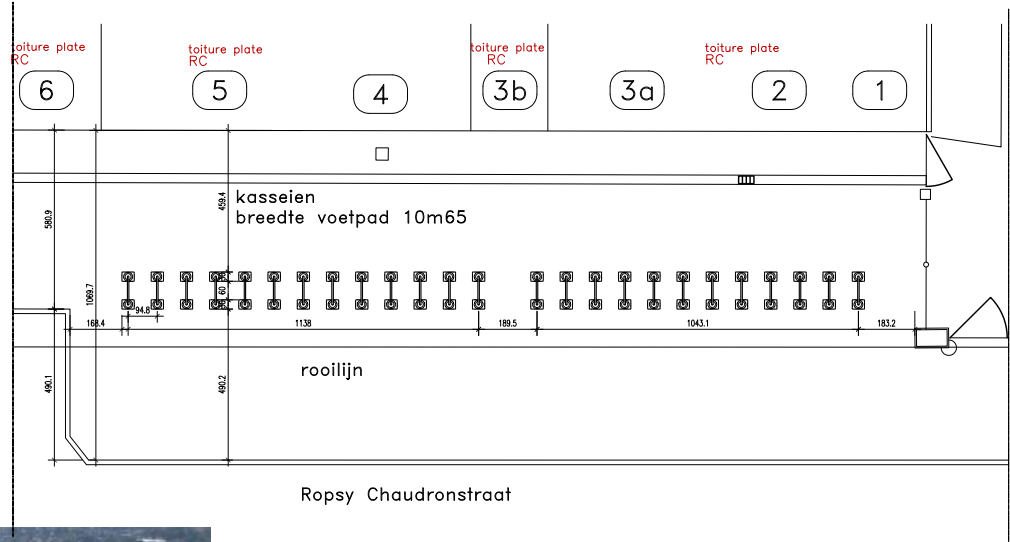 toiture plate
RC
toiture plate
RC
toiture plate
RC
toiture plate
RC
6
5
4
3b
3a
2
1
459.4
580.9
kasseien
breedte voetpad 10m65
1069.7
60
94.8
168.4
1138
189.5
1043.1
183.2
rooilijn
490.1
490.2
Ropsy Chaudronstraat